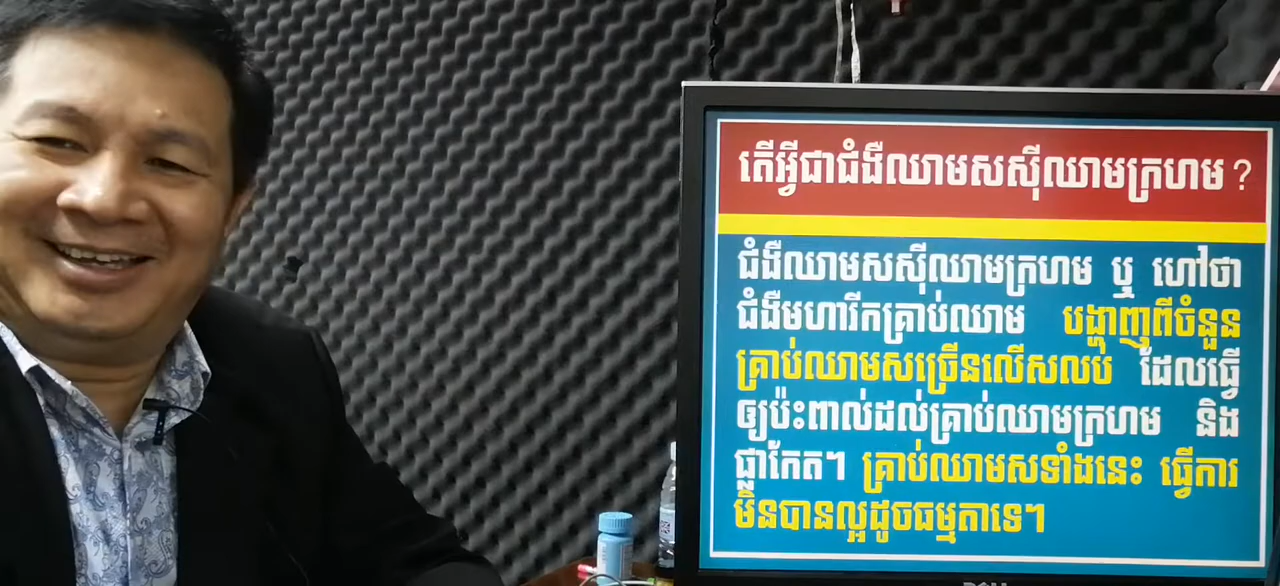 តើអ្វីជាជំងឺឈាមសស៊ីឈាមក្រហម ?
ជំងឺឈាមសស៊ីឈាមក្រហម ឬ ហៅថា
ជំងឺមហារីកគ្រាប់ឈាម បង្ហាញពីចំនួន
គ្រាប់ឈាមសច្រើនលើសលប់ ដែលធ្វើ
ឲ្យប៉ះពាល់ដល់គ្រាប់ឈាមក្រហម និង
ផ្លាកែត។ គ្រាប់ឈាមសទាំងនេះ ធ្វើការ
មិនបានល្អដូចធម្មតាទេ។